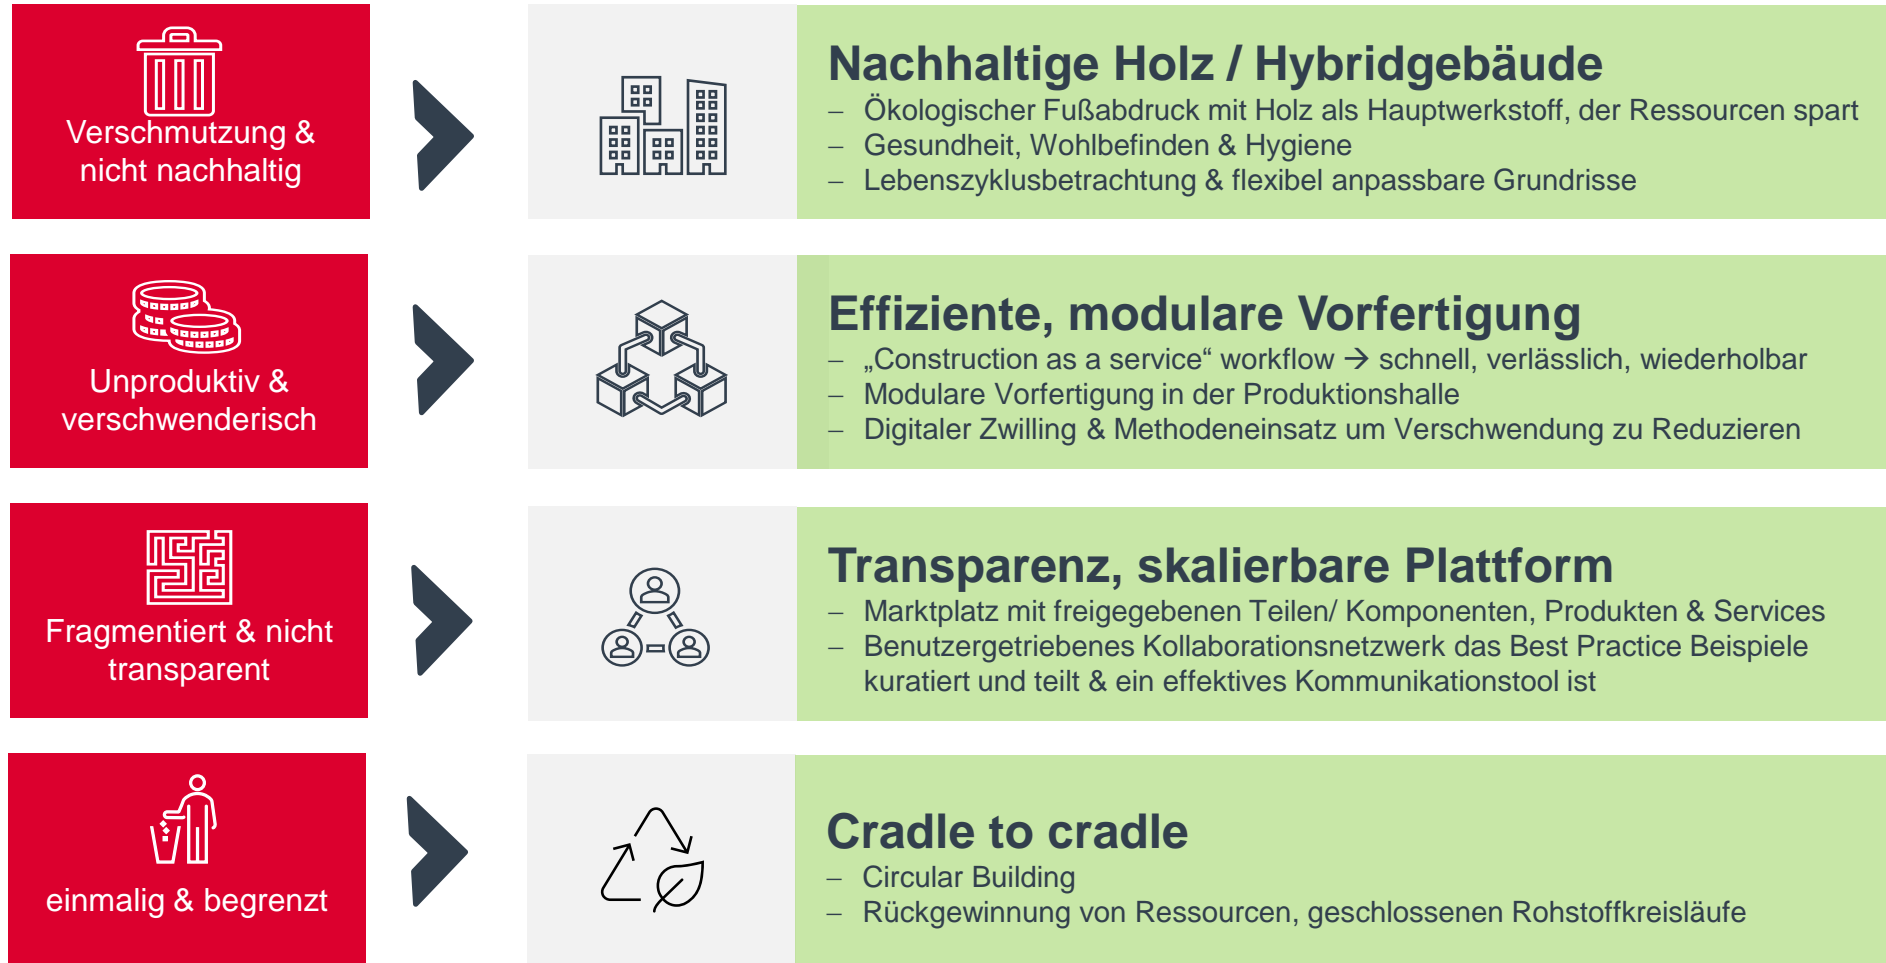 Verschmutzung &
nicht nachhaltig
Nachhaltige Holz / Hybridgebäude
– Ökologischer Fußabdruck mit Holz als Hauptwerkstoff, der Ressourcen spart
– Gesundheit, Wohlbefinden & Hygiene
– Lebenszyklusbetrachtung & flexibel anpassbare Grundrisse
Unproduktiv &
verschwenderisch
Effiziente, modulare Vorfertigung
– „Construction as a service“ workflow → schnell, verlässlich, wiederholbar
– Modulare Vorfertigung in der Produktionshalle
– Digitaler Zwilling & Methodeneinsatz um Verschwendung zu Reduzieren
Fragmentiert & nicht
transparent
Transparenz, skalierbare Plattform
– Marktplatz mit freigegebenen Teilen/ Komponenten, Produkten & Services
– Benutzergetriebenes Kollaborationsnetzwerk das Best Practice Beispiele
kuratiert und teilt & ein effektives Kommunikationstool ist
einmalig & begrenzt
Cradle to cradle
– Circular Building
– Rückgewinnung von Ressourcen, geschlossenen Rohstoffkreisläufe